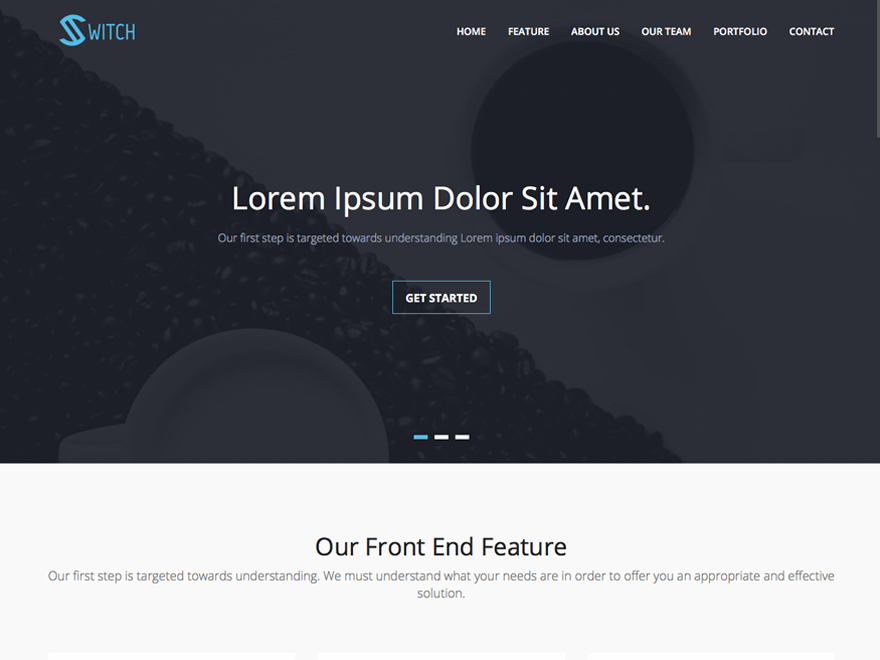 SWITCH
HOME FEATURE ABOUT US OUR TEAM PORTFOLIO CONTACT
Lorem Ipsum Dolor Sit Amet.
Our first step is targeted towards understanding Lorem ipsum dolor sit amet, consectetur.
GET STARTED
Our Front End Feature
Our first step is targeted towards understanding. We must understand what your needs are in order to offer you an appropriate and effective
solution.